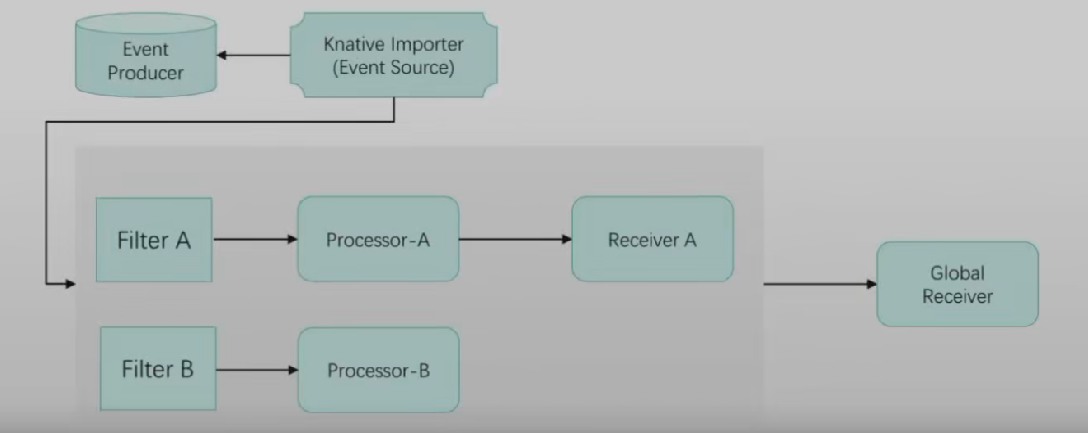 Event
Producer
Knative Importer
(Event Source)
Filter A
Processor-A
Receiver A
Global
Receiver
Filter B
Processor-B